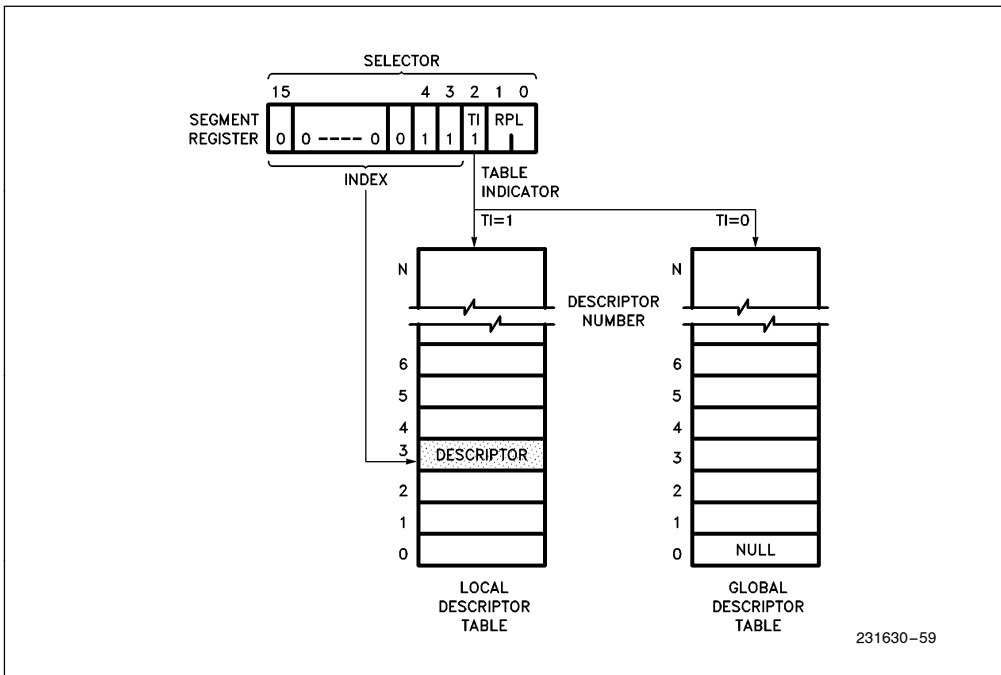 SELECTOR
15 4 3 2 1 0
SEGMENT
REGISTER
TI RPL
0 0 ---- 0 0 1 1 1
INDEX
TABLE
INDICATOR
TI=1 TI=0
N N
DESCRIPTOR
NUMBER
6 6
5 5
4 4
3 DESCRIPTOR 3
2 2
1 1
0 0 NULL
LOCAL
DESCRIPTOR
TABLE
GLOBAL
DESCRIPTOR
TABLE
231630–59